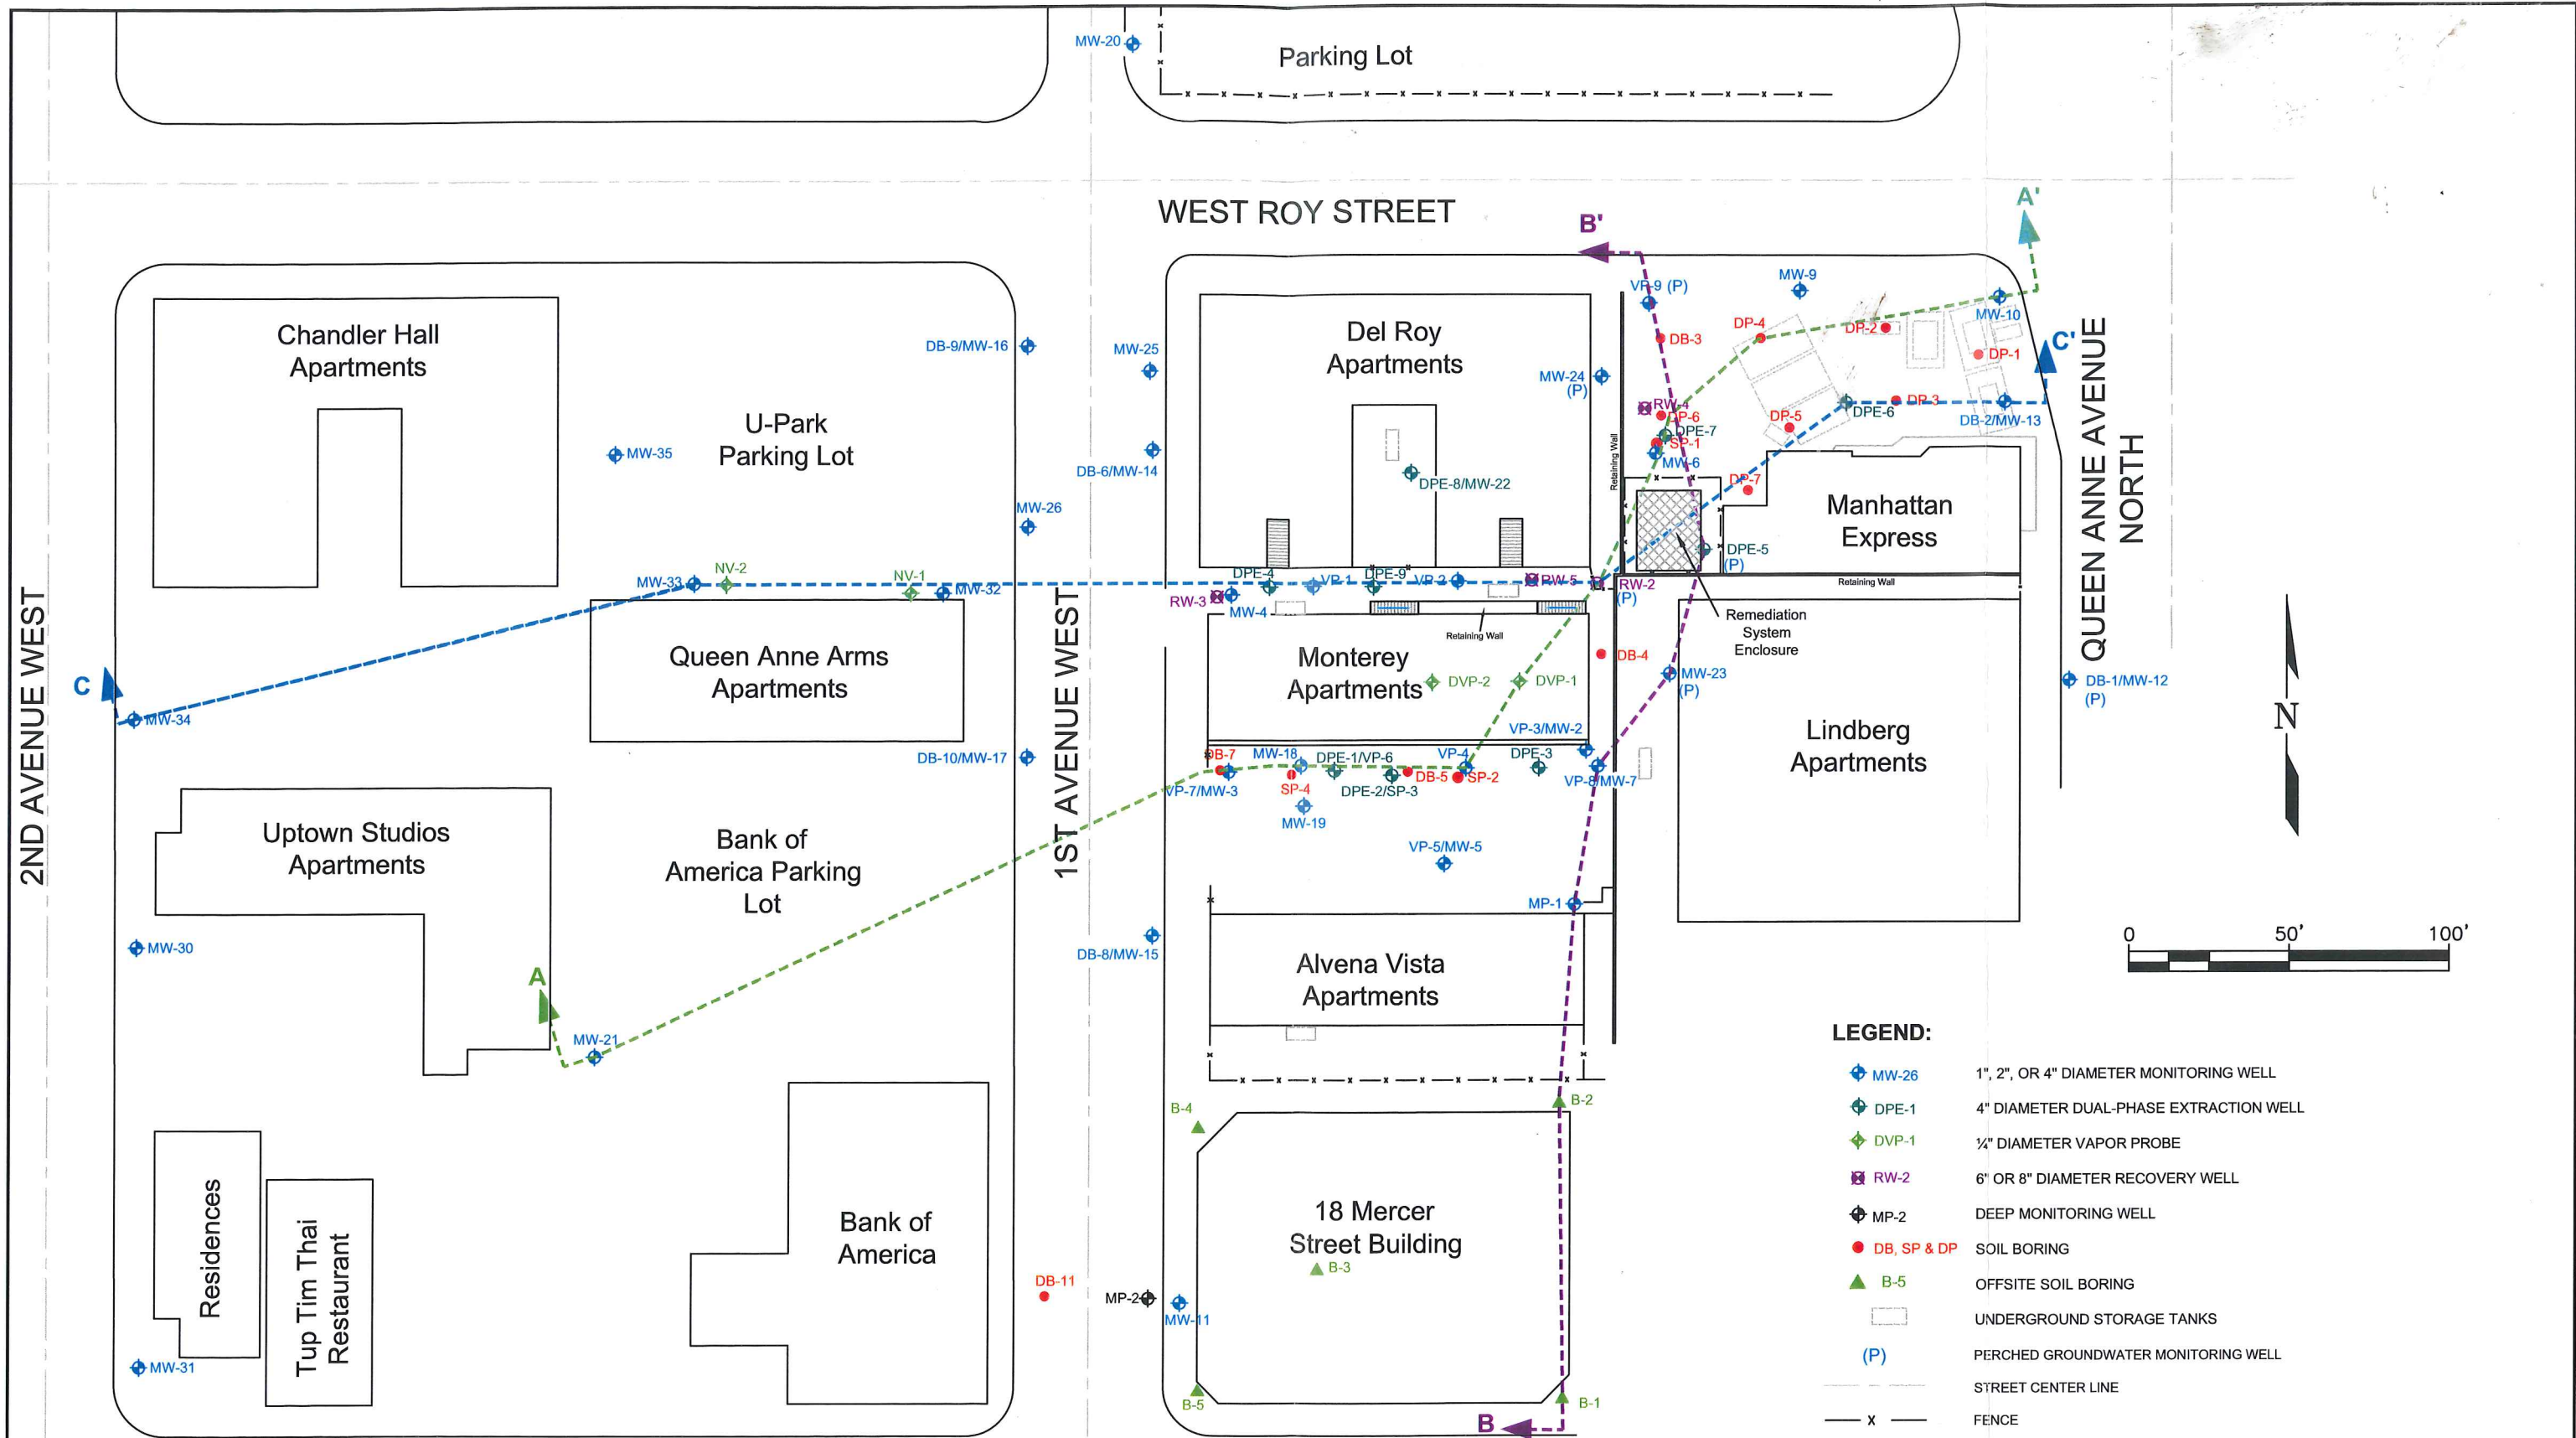 MW-20
Parking Lot
WEST ROY STREET
A'
B'
Chandler Hall
Apartments
U-Park
Parking Lot
DB-9/MW-16
MW-25
Del Roy
Apartments
VP-9 (P)
MW-9
MW-10
DB-3
DP-4
DP-2
DP-1
C'
MW-24
(P)
RW-4
DP-6
DPE-7
SP-1
MW-6
DP-5
DPE-6
DP-3
DB-2/MW-13
MW-35
DB-6/MW-14
DPE-8/MW-22
Retaining Wall
DP-7
MW-26
Manhattan
Express
QUEEN ANNE AVENUE
NORTH
DPE-5
(P)
MW-33
NV-2
NV-1
MW-32
DPE-4
VP-1
DPE-9
VP-2
RW-5
RW-2
(P)
RW-3
MW-4
Retaining Wall
Retaining Wall
Remediation
System
Enclosure
2ND AVENUE WEST
1ST AVENUE WEST
Queen Anne Arms
Apartments
Monterey
Apartments
DVP-2
DVP-1
DB-4
MW-23
(P)
DB-1/MW-12
(P)
C
MW-34
N
Lindberg
Apartments
DB-10/MW-17
DB-7
MW-18
DPE-1/VP-6
VP-4
DPE-3
VP-3/MW-2
VP-7/MW-3
SP-4
DPE-2/SP-3
DB-5
SP-2
VP-8/MW-7
MW-19
Uptown Studios
Apartments
Bank of
America Parking
Lot
VP-5/MW-5
MP-1
MW-30
DB-8/MW-15
Alvena Vista
Apartments
0 50' 100'
A
MW-21
B-4
B-2
Residences
Tup Tim Thai
Restaurant
Bank of
America
18 Mercer
Street Building
B-3
DB-11
MP-2
MW-11
MW-31
B-5
B-1
B
LEGEND:
MW-26 1", 2", OR 4" DIAMETER MONITORING WELL
DPE-1 4" DIAMETER DUAL-PHASE EXTRACTION WELL
DVP-1 ¼" DIAMETER VAPOR PROBE
RW-2 6" OR 8" DIAMETER RECOVERY WELL
MP-2 DEEP MONITORING WELL
DB, SP & DP SOIL BORING
B-5 OFFSITE SOIL BORING
UNDERGROUND STORAGE TANKS
(P) PERCHED GROUNDWATER MONITORING WELL
STREET CENTER LINE
X FENCE